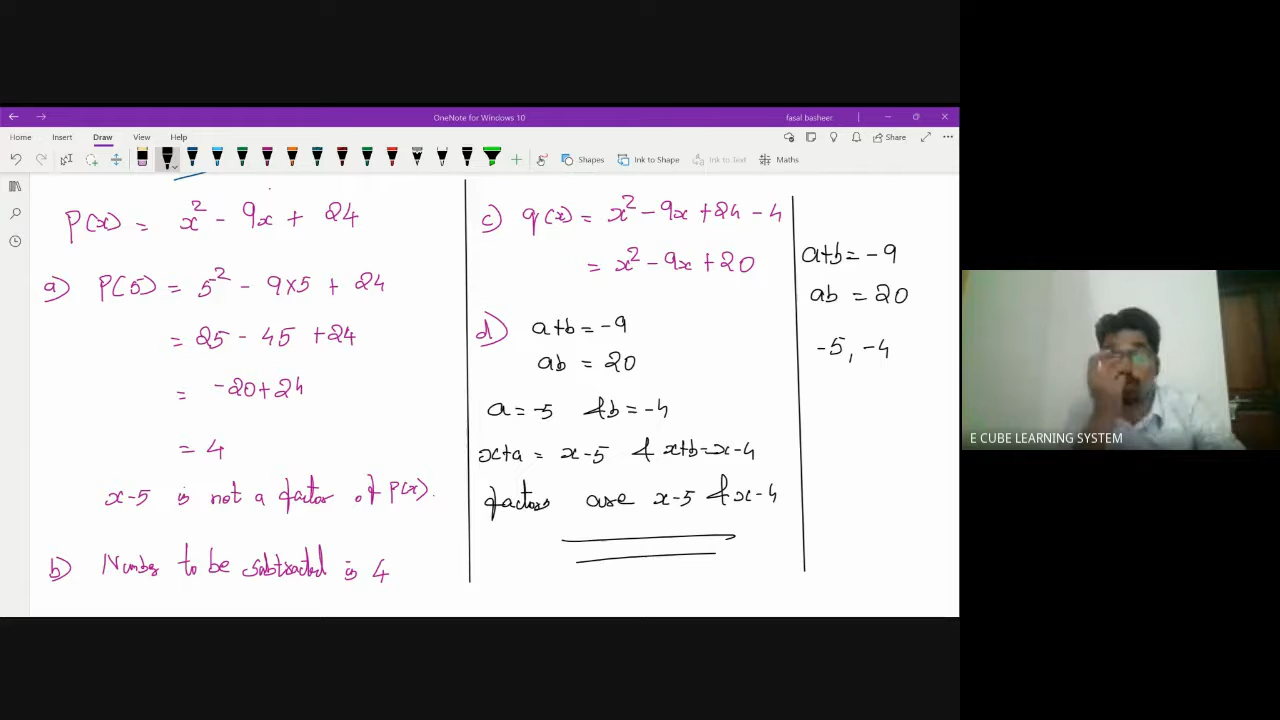 OneNote for Windows 10
fasal basheer
Home Insert Draw View Help
Share
Shapes Ink to Shape Ink to Text Maths
P(x) = x² - 9x + 24
a) P(5) = 5² - 9×5 + 24
= 25 - 45 + 24
= -20+24
= 4
x-5 is not a factor of P(x).
b) Number to be subtracted is 4
c) q(x) = x² - 9x + 24 - 4
= x² - 9x + 20
d) a+b = -9
ab = 20
a = -5 & b = -4
x+a = x-5 & x+b = x-4
factors are x-5 & x-4
a+b = -9
ab = 20
-5, -4
E CUBE LEARNING SYSTEM